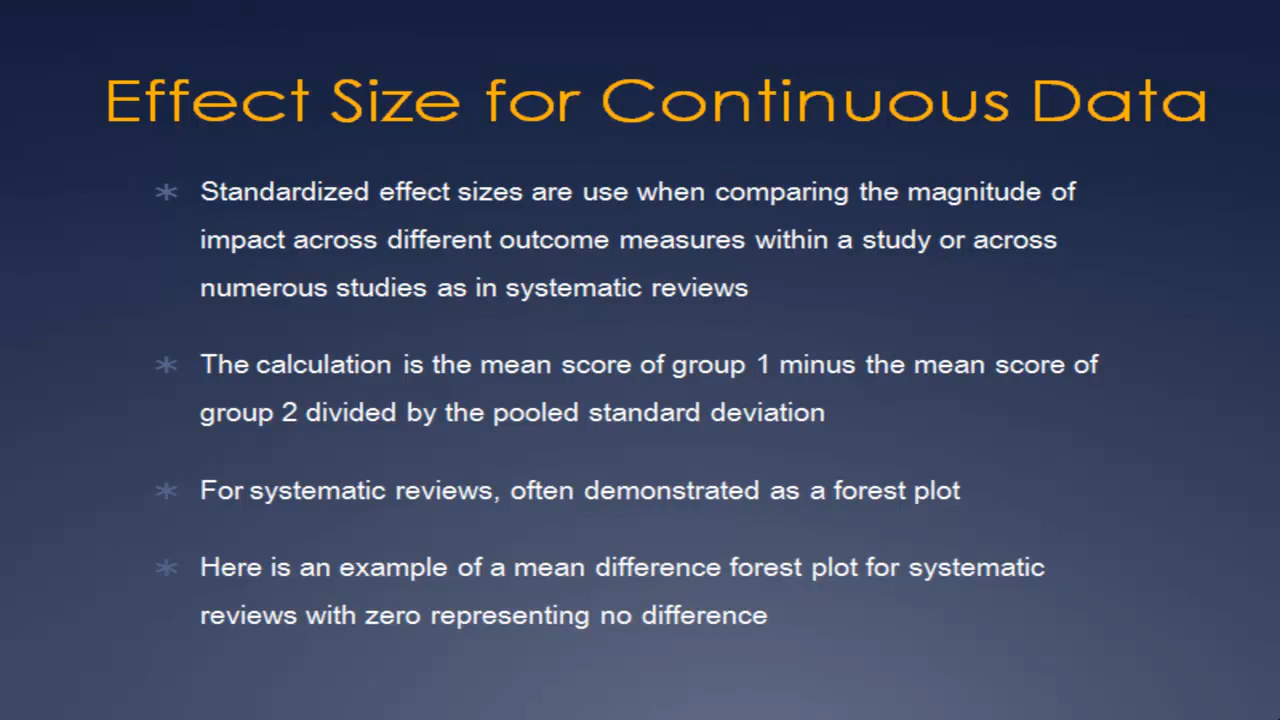 Effect Size for Continuous Data
Standardized effect sizes are use when comparing the magnitude of
impact across different outcome measures within a study or across
numerous studies as in systematic reviews
The calculation is the mean score of group 1 minus the mean score of
group 2 divided by the pooled standard deviation
For systematic reviews, often demonstrated as a forest plot
Here is an example of a mean difference forest plot for systematic
reviews with zero representing no difference